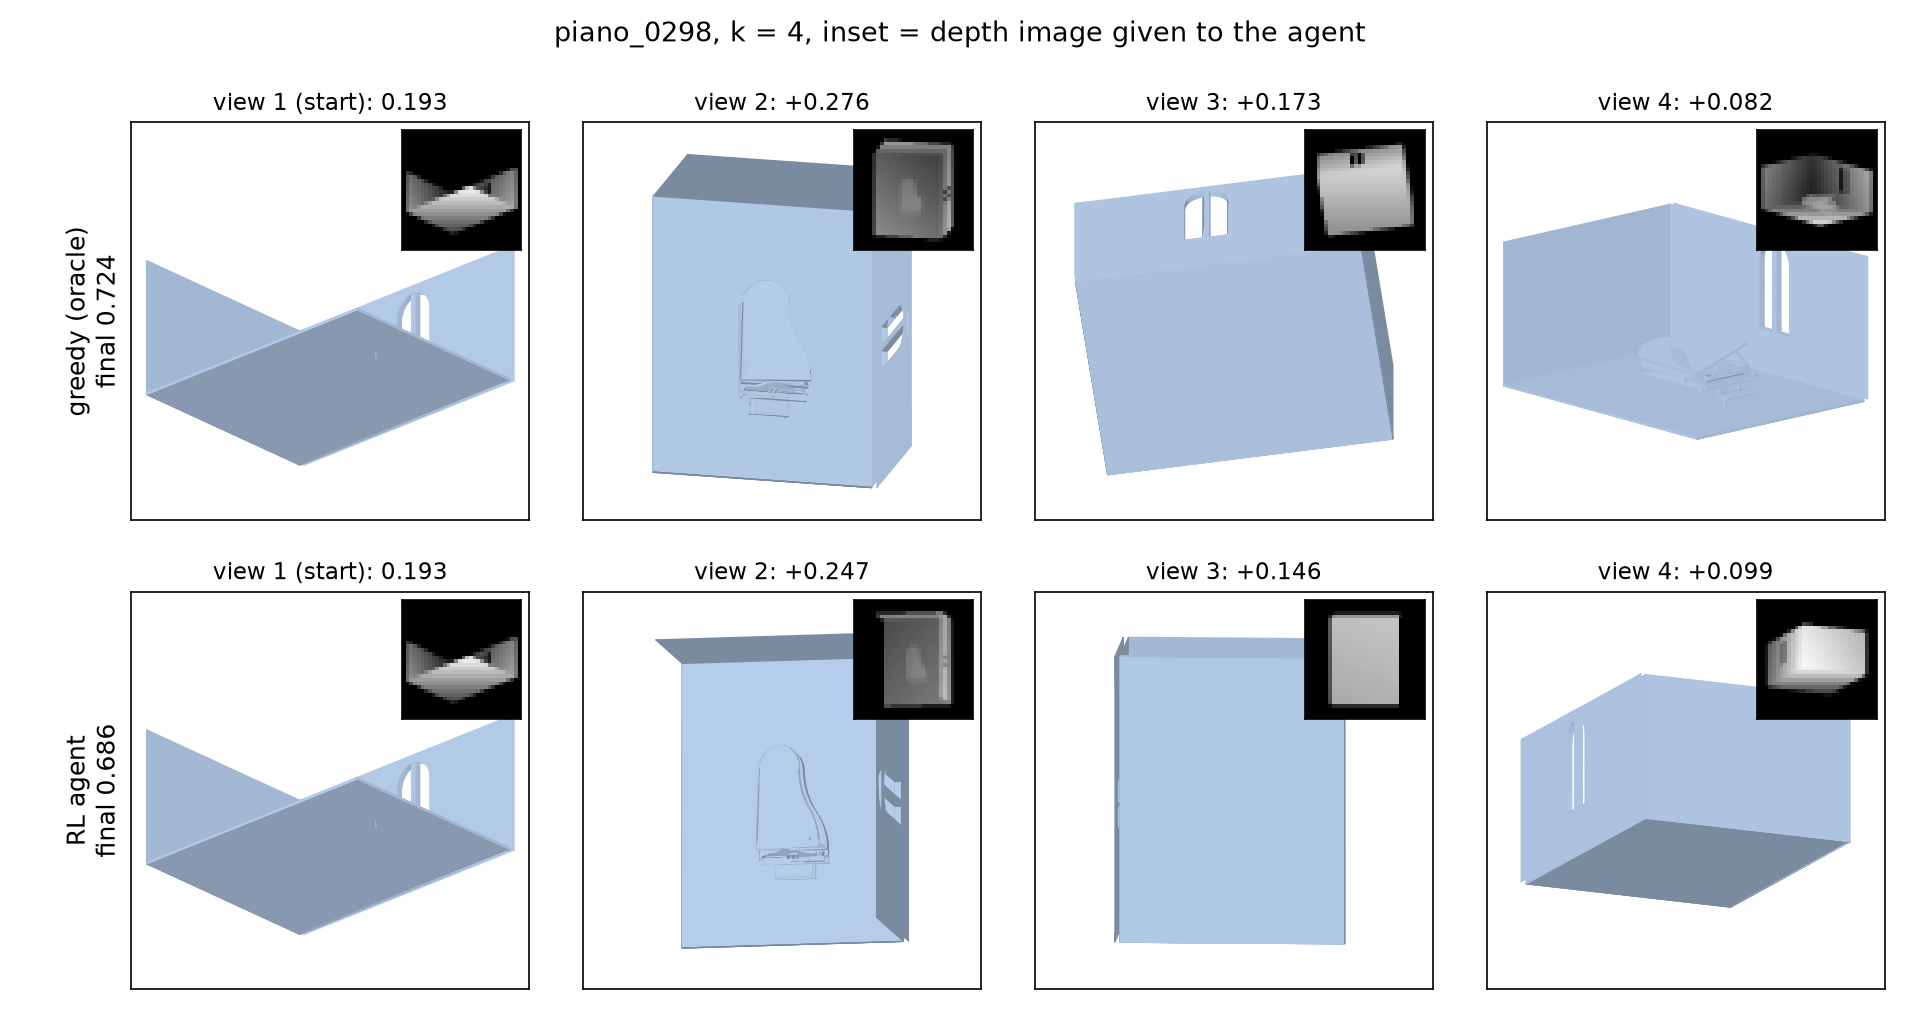 piano_0298, k = 4, inset = depth image given to the agent
greedy (oracle)
final 0.724
view 1 (start): 0.193
view 2: +0.276
view 3: +0.173
view 4: +0.082
RL agent
final 0.686
view 1 (start): 0.193
view 2: +0.247
view 3: +0.146
view 4: +0.099